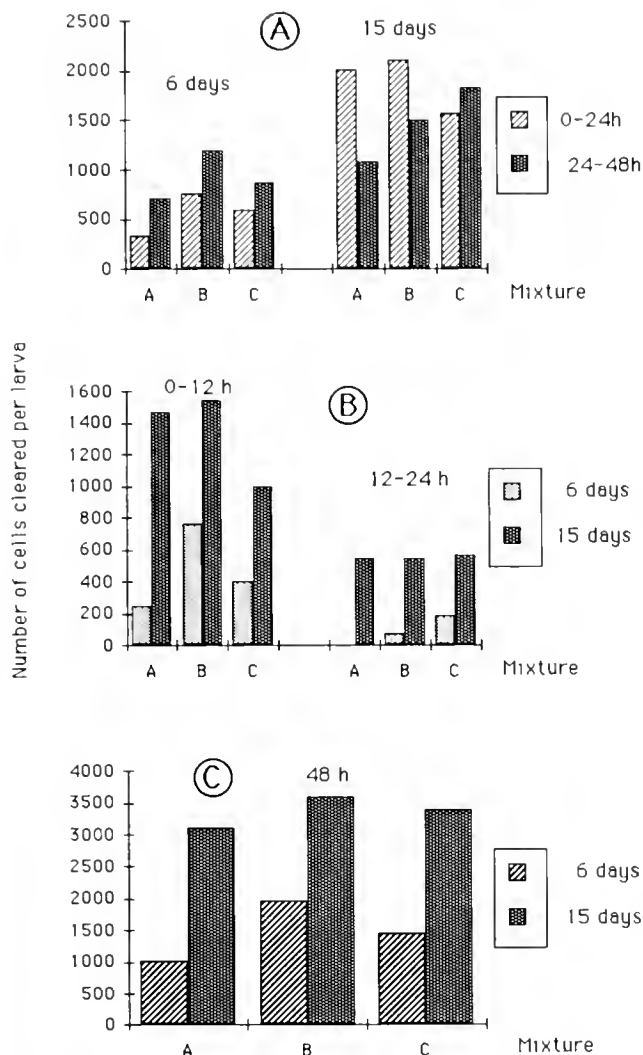 Number of cells cleared per larva
A
6 days
15 days
2500
2000
1500
1000
500
0
A B C A B C Mixture
0-24h
24-48h
B
0-12 h
12-24h
1600
1400
1200
1000
800
600
400
200
0
A B C A B C Mixture
6 days
15 days
C
48 h
4000
3500
3000
2500
2000
1500
1000
500
0
A B C Mixture
6 days
15 days